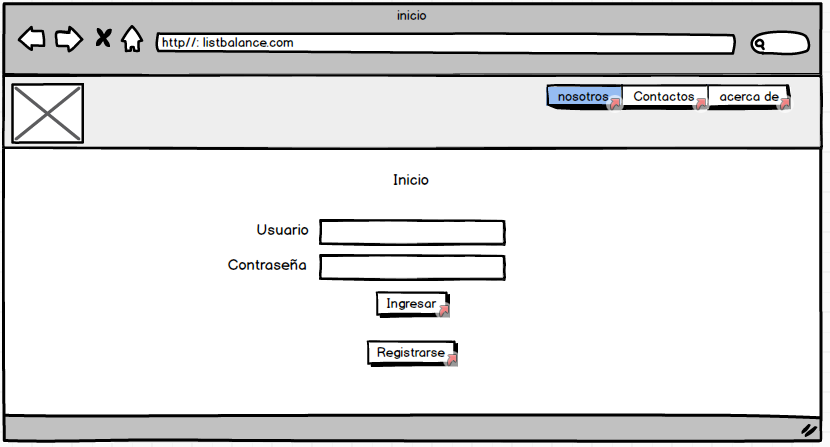 inicio
http//: listbalance.com
nosotros Contactos acerca de
Inicio
Usuario
Contraseña
Ingresar
Registrarse